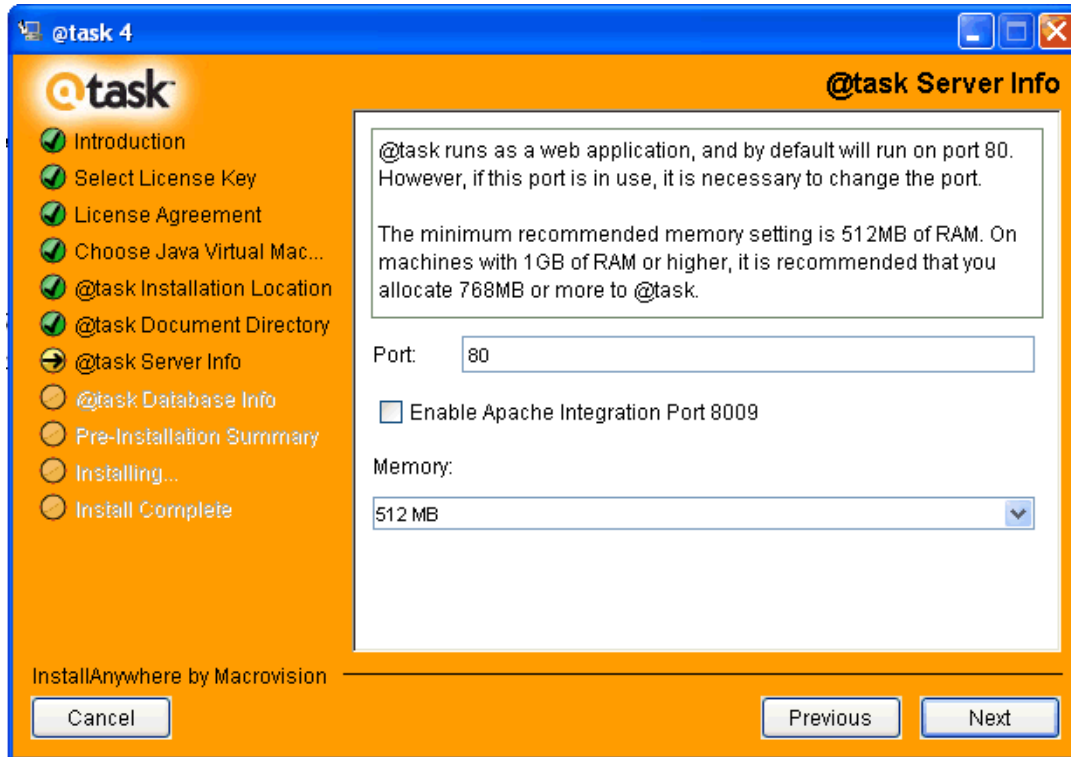 @task 4
@task™
@task Server Info
Introduction
Select License Key
License Agreement
Choose Java Virtual Mac...
@task Installation Location
@task Document Directory
@task Server Info
@task Database Info
Pre-Installation Summary
Installing...
Install Complete
@task runs as a web application, and by default will run on port 80.
However, if this port is in use, it is necessary to change the port.
The minimum recommended memory setting is 512MB of RAM. On
machines with 1GB of RAM or higher, it is recommended that you
allocate 768MB or more to @task.
Port: 80
Enable Apache Integration Port 8009
Memory:
512 MB
InstallAnywhere by Macrovision
Cancel
Previous
Next